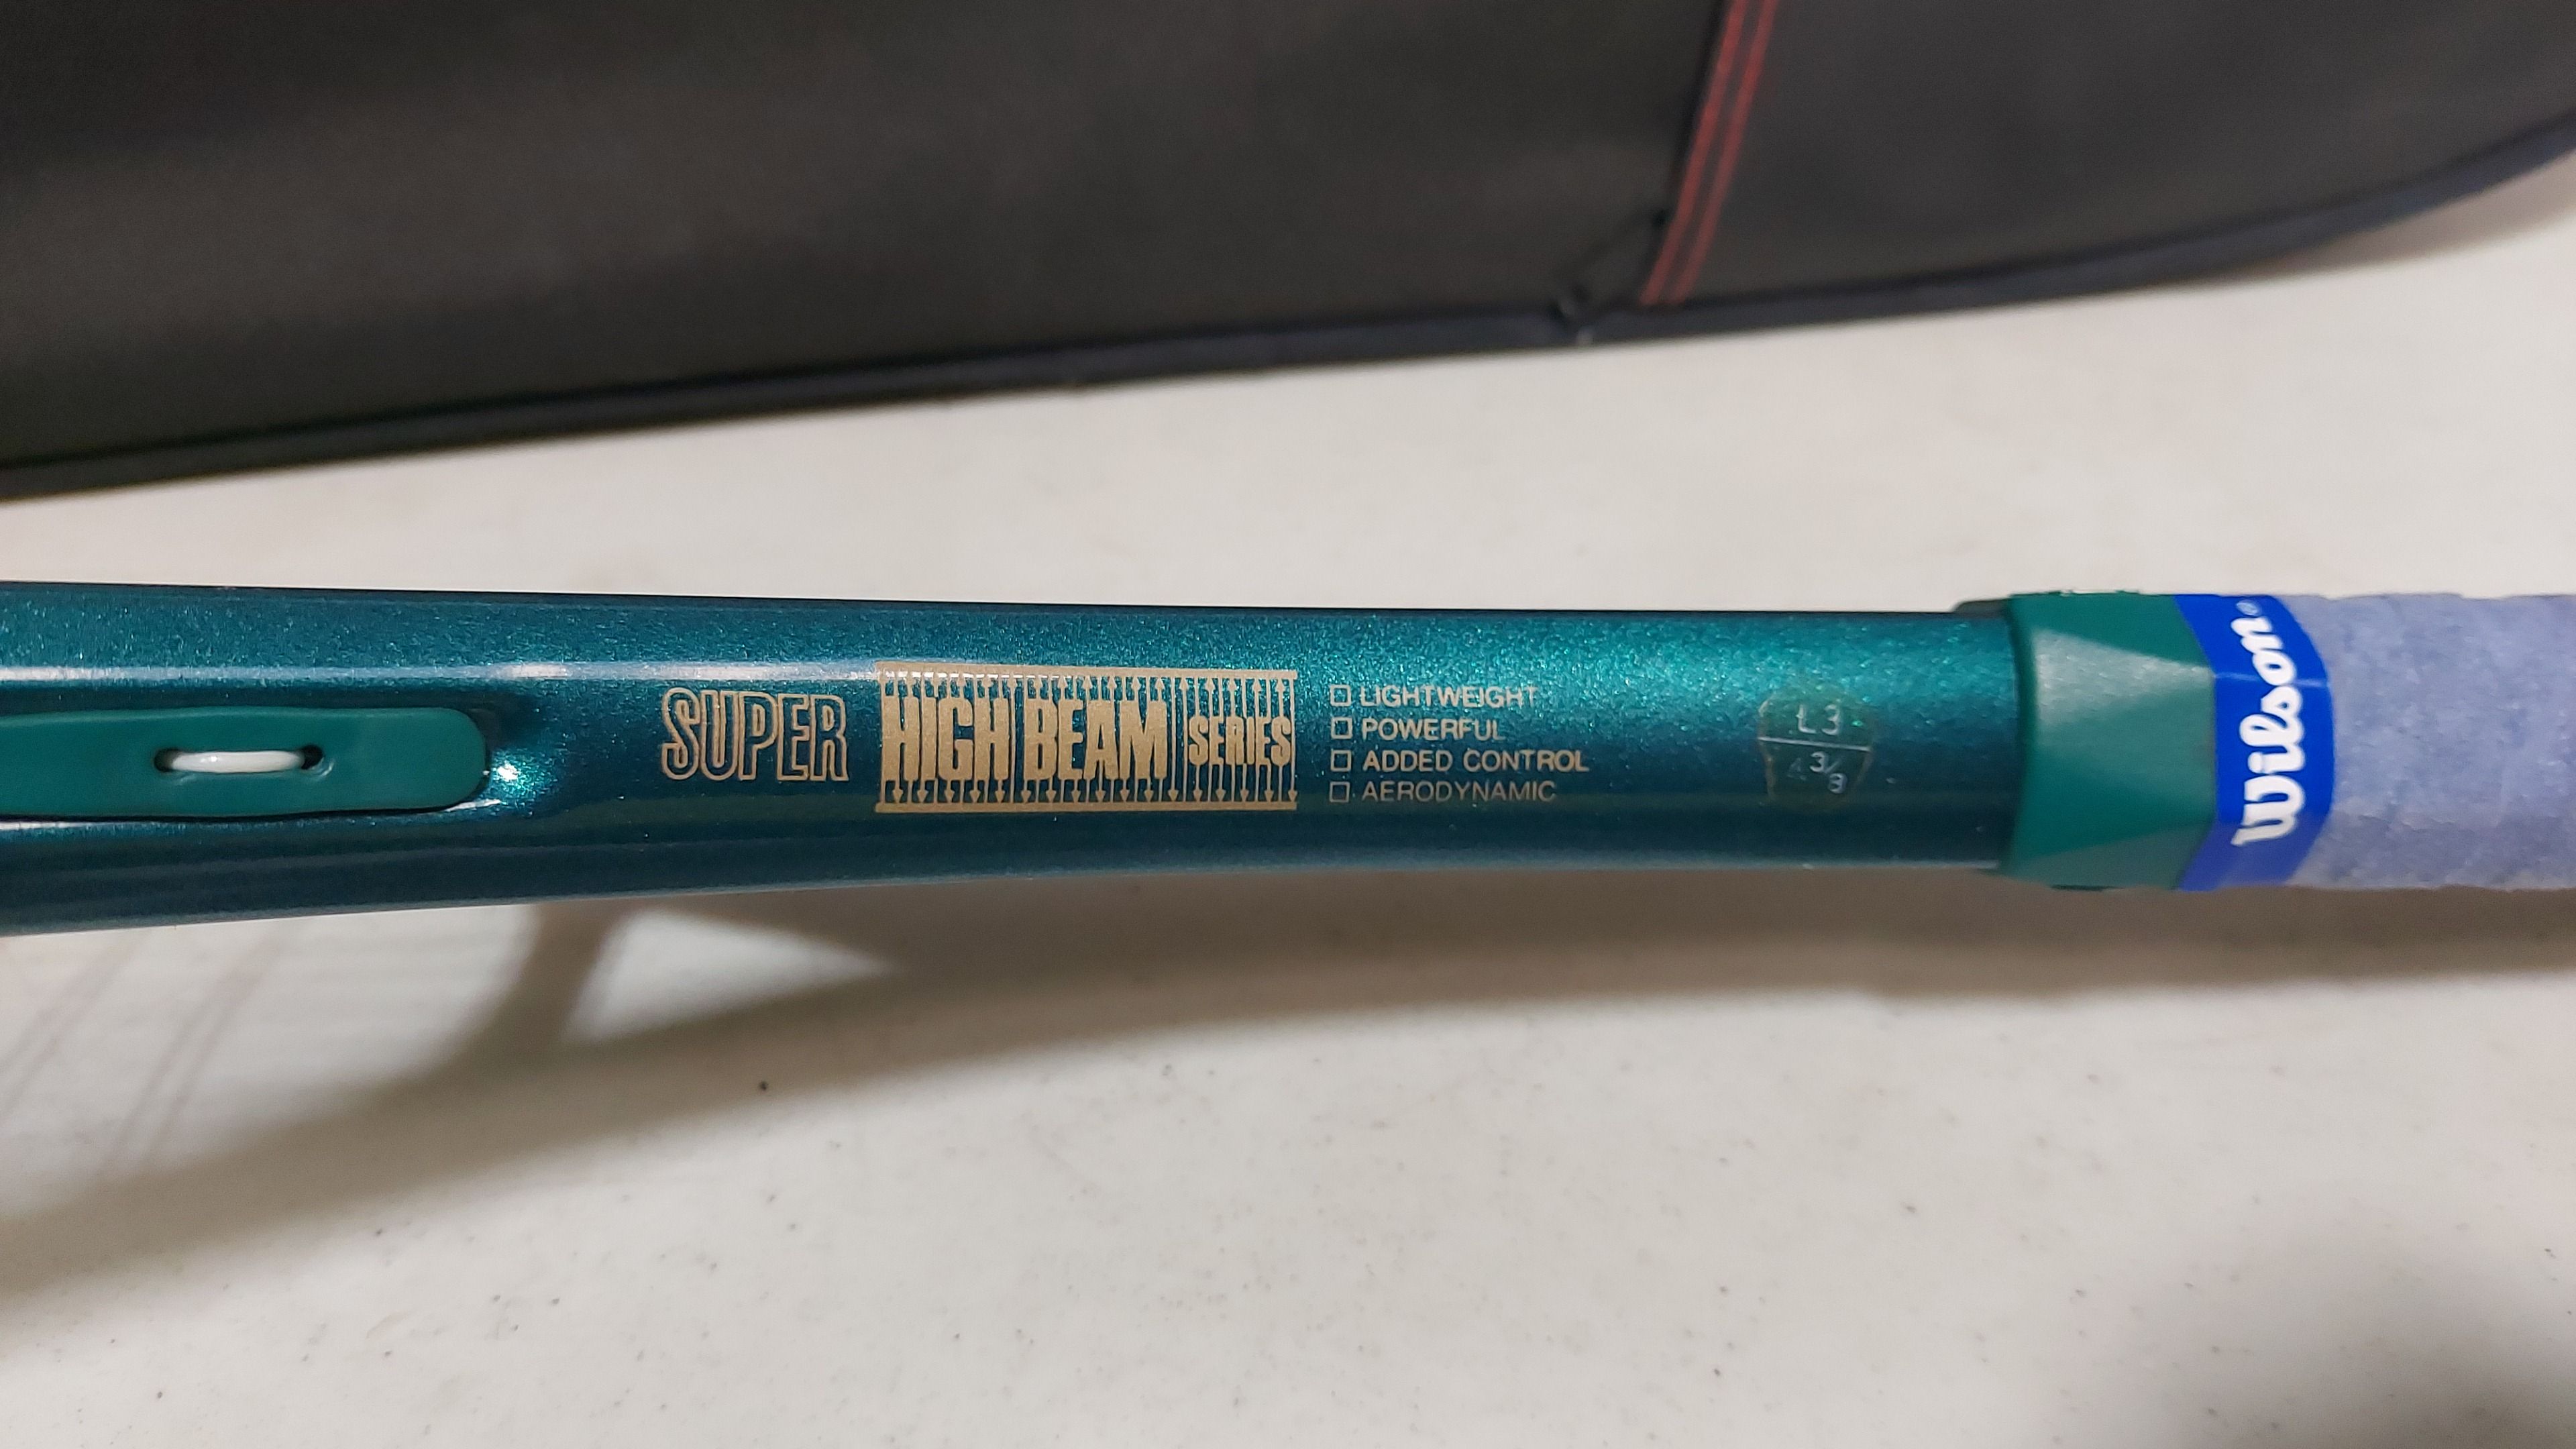 SUPER HIGH BEAM SERIES
LIGHTWEIGHT
POWERFUL
ADDED CONTROL
AERODYNAMIC
L3
4 3/8
Wilson®